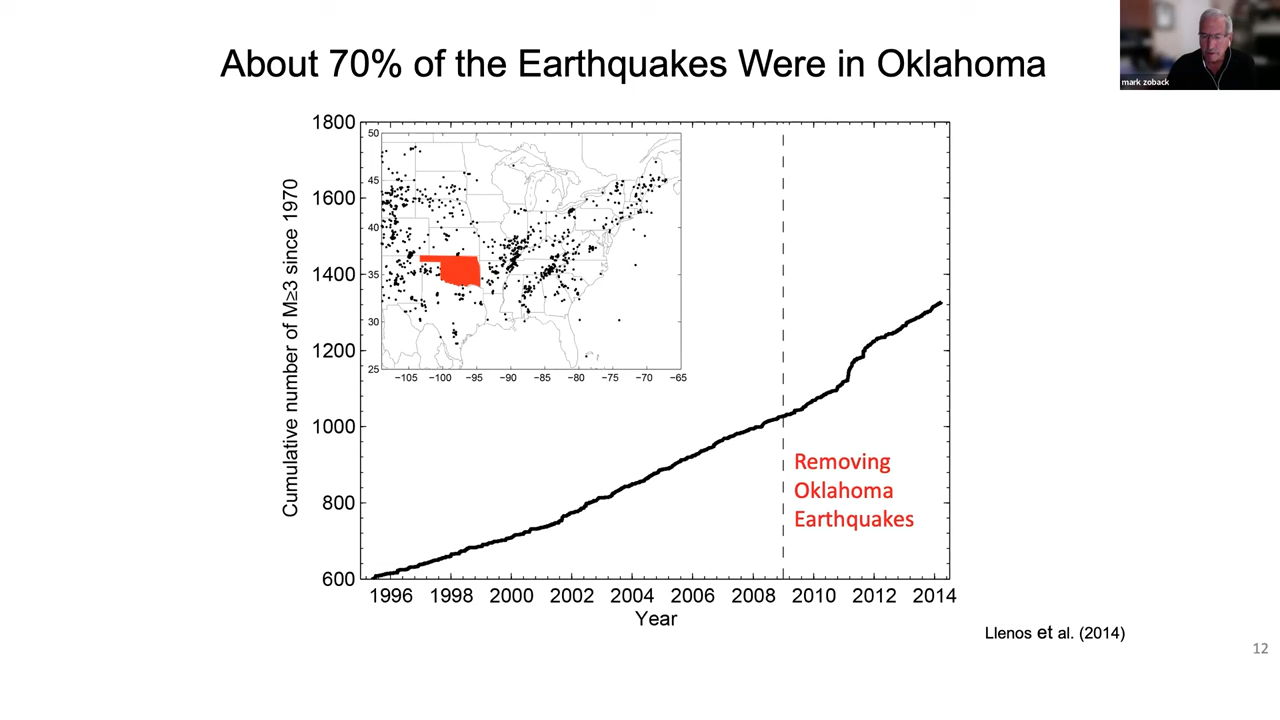 About 70% of the Earthquakes Were in Oklahoma
mark zoback
Cumulative number of M≥3 since 1970
1800
1600
1400
1200
1000
800
600
50
45
40
35
30
25
−105 −100 −95 −90 −85 −80 −75 −70 −65
Removing
Oklahoma
Earthquakes
1996 1998 2000 2002 2004 2006 2008 2010 2012 2014
Year
Llenos et al. (2014)
12